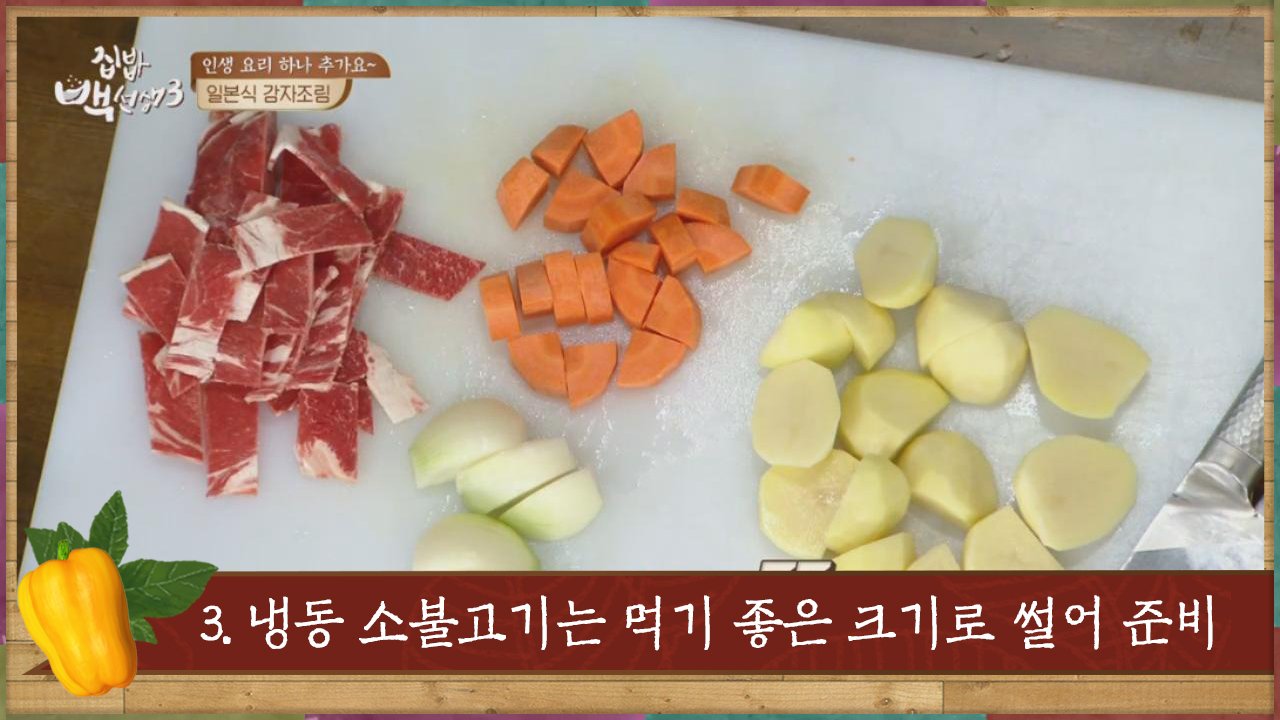 집밥
백선생3
인생 요리 하나 추가요~
일본식 감자조림
3. 냉동 소불고기는 먹기 좋은 크기로 썰어 준비